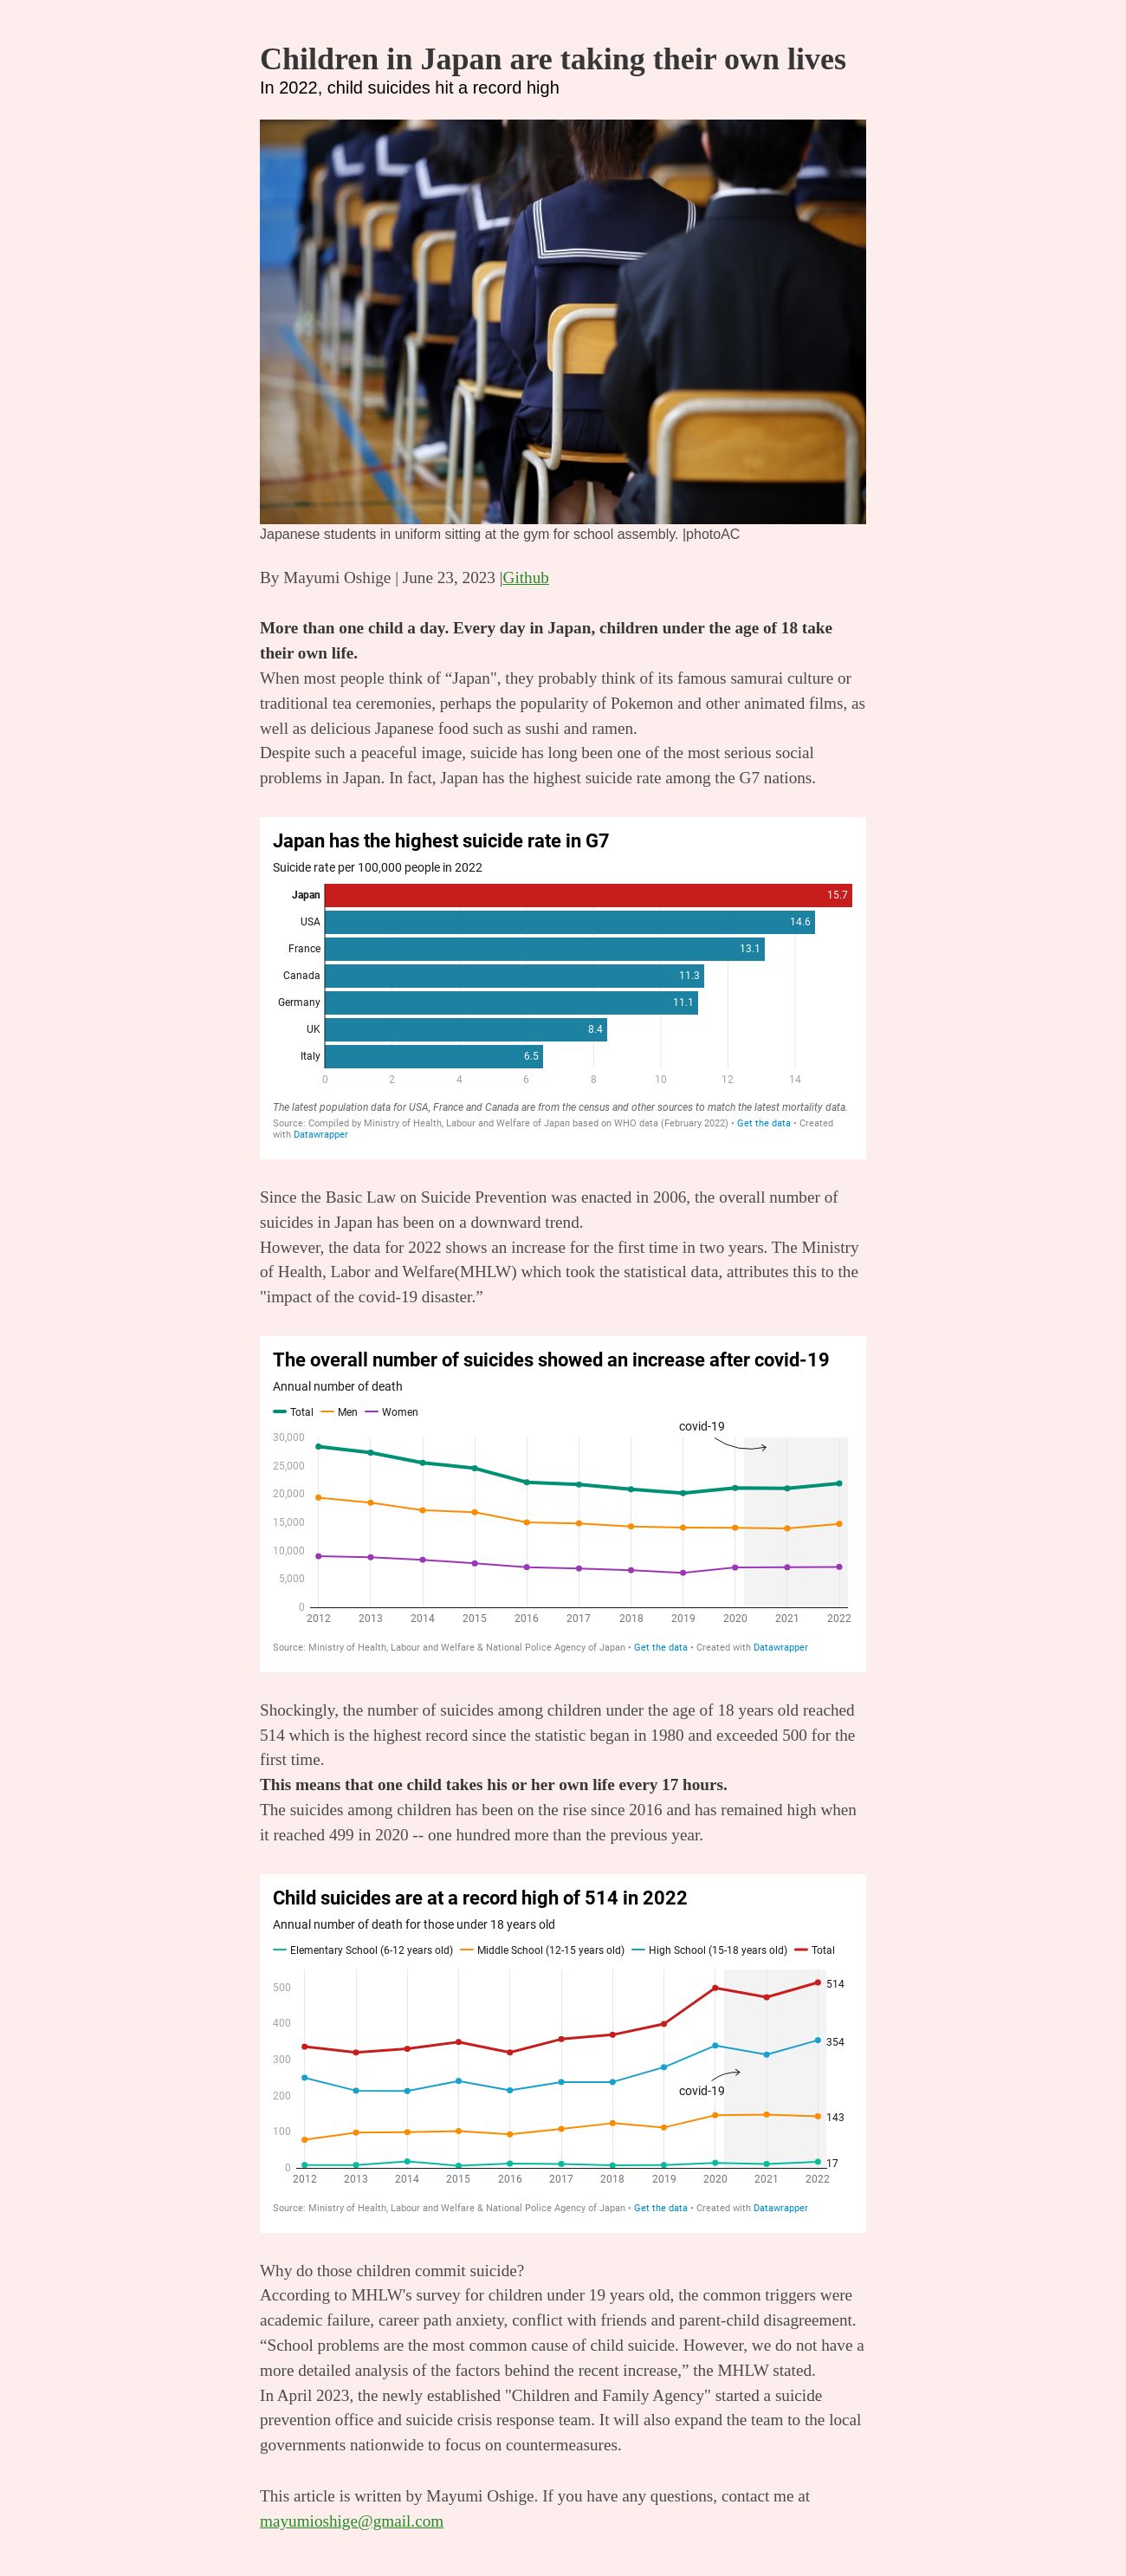 Children in Japan are taking their own lives
In 2022, child suicides hit a record high
Japanese students in uniform sitting at the gym for school assembly. |photoAC
By Mayumi Oshige | June 23, 2023 |Github
More than one child a day. Every day in Japan, children under the age of 18 take
their own life.
When most people think of “Japan", they probably think of its famous samurai culture or
traditional tea ceremonies, perhaps the popularity of Pokemon and other animated films, as
well as delicious Japanese food such as sushi and ramen.
Despite such a peaceful image, suicide has long been one of the most serious social
problems in Japan. In fact, Japan has the highest suicide rate among the G7 nations.
Japan has the highest suicide rate in G7
Suicide rate per 100,000 people in 2022
Japan 15.7
USA 14.6
France 13.1
Canada 11.3
Germany 11.1
UK 8.4
Italy 6.5
0 2 4 6 8 10 12 14
The latest population data for USA, France and Canada are from the census and other sources to match the latest mortality data.
Source: Compiled by Ministry of Health, Labour and Welfare of Japan based on WHO data (February 2022) • Get the data • Created
with Datawrapper
Since the Basic Law on Suicide Prevention was enacted in 2006, the overall number of
suicides in Japan has been on a downward trend.
However, the data for 2022 shows an increase for the first time in two years. The Ministry
of Health, Labor and Welfare(MHLW) which took the statistical data, attributes this to the
"impact of the covid-19 disaster.”
The overall number of suicides showed an increase after covid-19
Annual number of death
Total Men Women
covid-19
30,000
25,000
20,000
15,000
10,000
5,000
0
2012 2013 2014 2015 2016 2017 2018 2019 2020 2021 2022
Source: Ministry of Health, Labour and Welfare & National Police Agency of Japan • Get the data • Created with Datawrapper
Shockingly, the number of suicides among children under the age of 18 years old reached
514 which is the highest record since the statistic began in 1980 and exceeded 500 for the
first time.
This means that one child takes his or her own life every 17 hours.
The suicides among children has been on the rise since 2016 and has remained high when
it reached 499 in 2020 -- one hundred more than the previous year.
Child suicides are at a record high of 514 in 2022
Annual number of death for those under 18 years old
Elementary School (6-12 years old) Middle School (12-15 years old) High School (15-18 years old) Total
514
500
400
354
300
covid-19
200
143
100
17
0
2012 2013 2014 2015 2016 2017 2018 2019 2020 2021 2022
Source: Ministry of Health, Labour and Welfare & National Police Agency of Japan • Get the data • Created with Datawrapper
Why do those children commit suicide?
According to MHLW's survey for children under 19 years old, the common triggers were
academic failure, career path anxiety, conflict with friends and parent-child disagreement.
“School problems are the most common cause of child suicide. However, we do not have a
more detailed analysis of the factors behind the recent increase,” the MHLW stated.
In April 2023, the newly established "Children and Family Agency" started a suicide
prevention office and suicide crisis response team. It will also expand the team to the local
governments nationwide to focus on countermeasures.
This article is written by Mayumi Oshige. If you have any questions, contact me at
mayumioshige@gmail.com